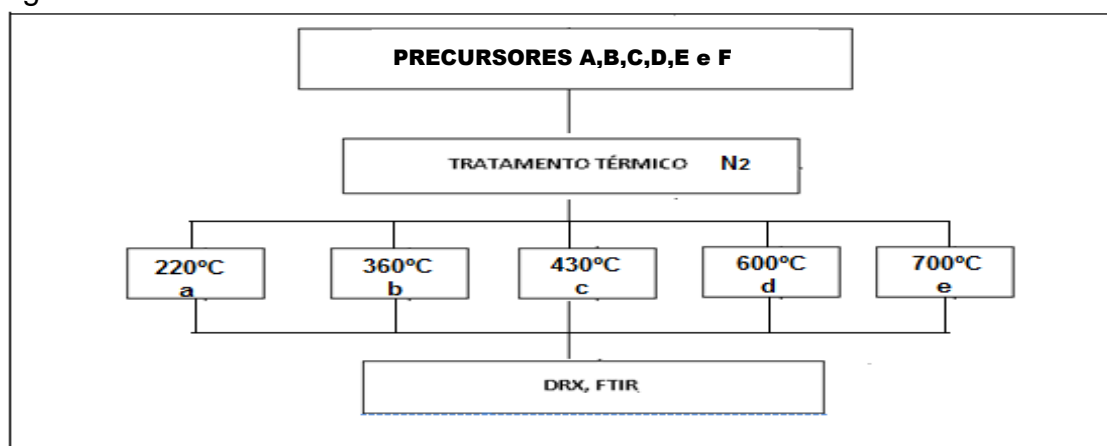 PRECURSORES A,B,C,D,E e F
TRATAMENTO TÉRMICO N2
220ºC 360ºC 430ºC 600ºC 700ºC
a b c d e
DRX, FTIR